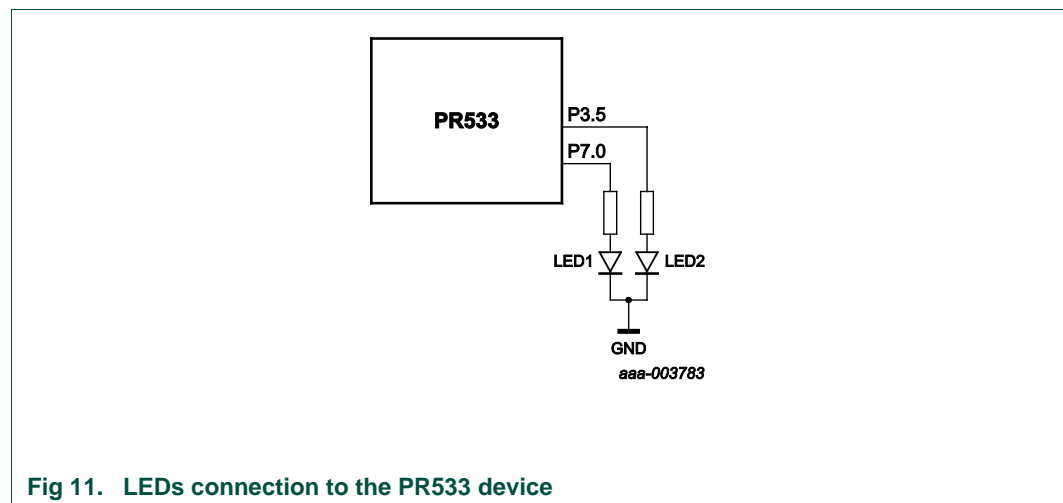 PR533
P3.5
P7.0
LED1
LED2
GND
aaa-003783
Fig 11. LEDs connection to the PR533 device